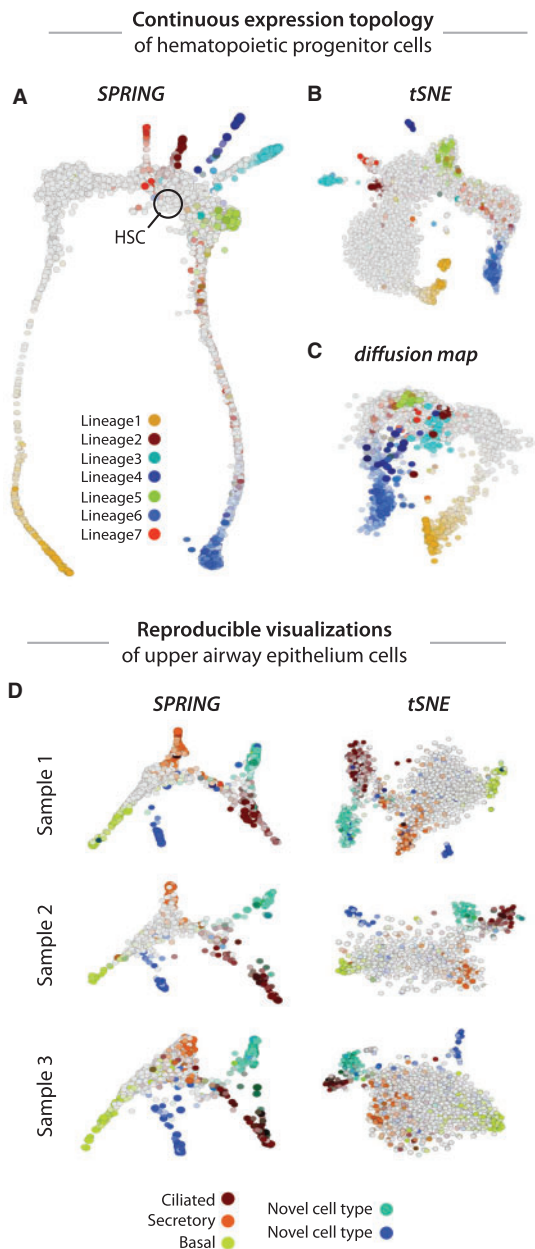 Continuous expression topology
of hematopoietic progenitor cells
A
SPRING
B
tSNE
HSC
C
diffusion map
Lineage1
Lineage2
Lineage3
Lineage4
Lineage5
Lineage6
Lineage7
Reproducible visualizations
of upper airway epithelium cells
D
SPRING
tSNE
Sample 1
Sample 2
Sample 3
Ciliated
Secretory
Basal
Novel cell type
Novel cell type